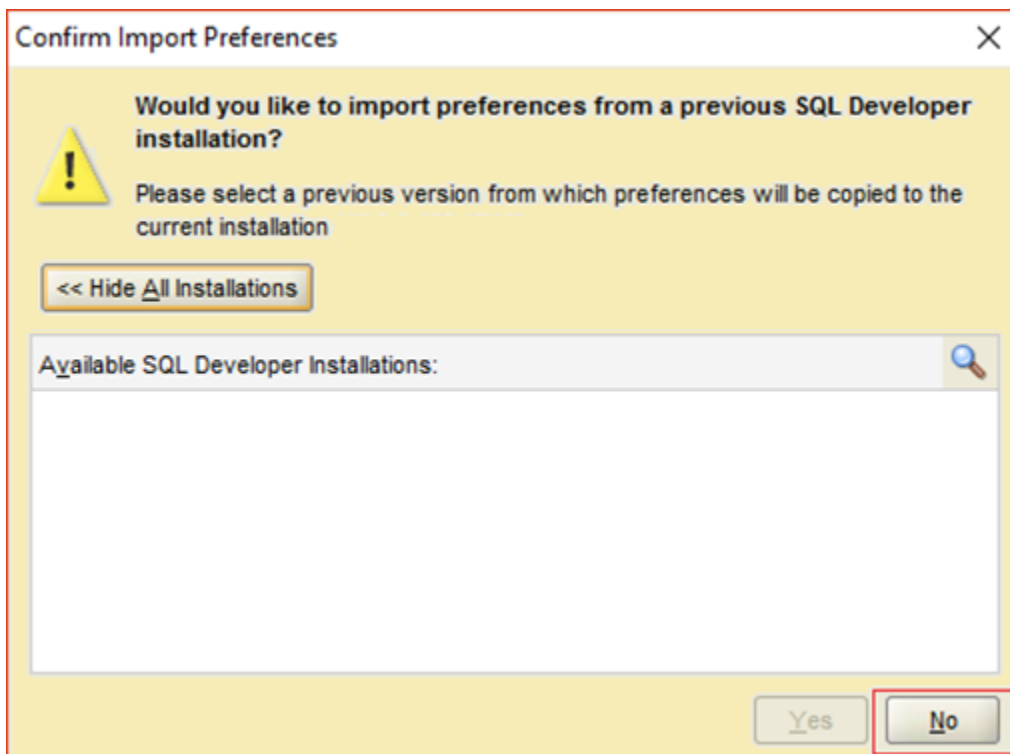 Confirm Import Preferences
Would you like to import preferences from a previous SQL Developer
installation?
Please select a previous version from which preferences will be copied to the
current installation
<< Hide All Installations
Available SQL Developer Installations:
Yes
No